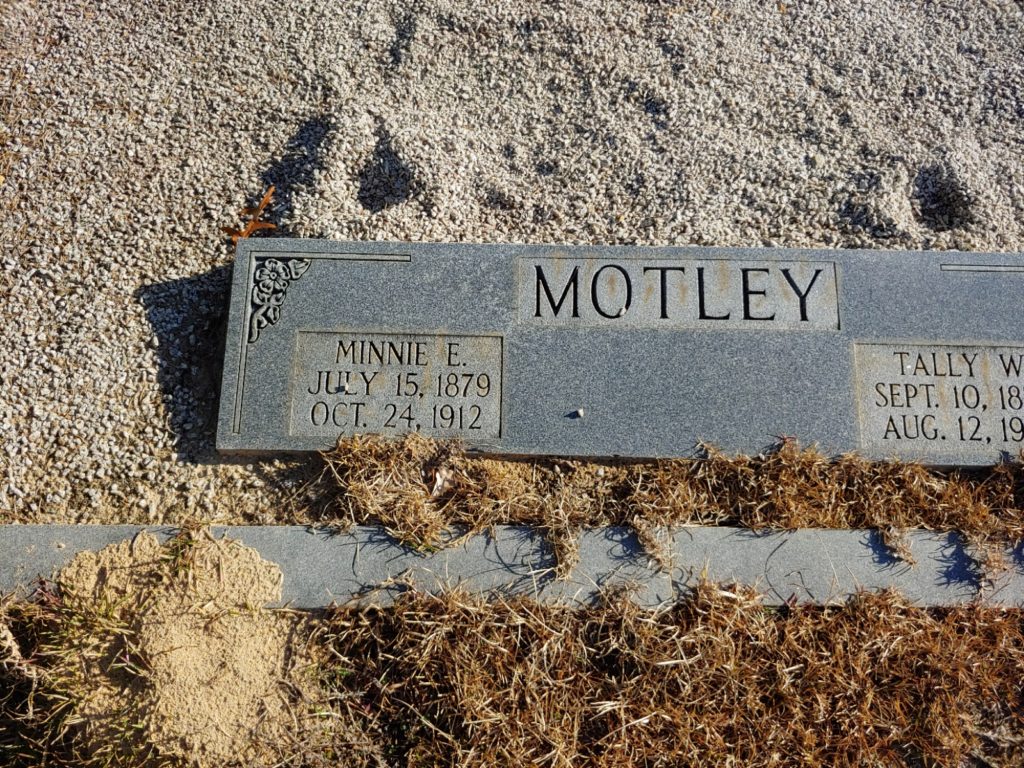 MOTLEY
MINNIE E.
JULY 15, 1879
OCT. 24, 1912
TALLY W
SEPT. 10, 18
AUG. 12, 19